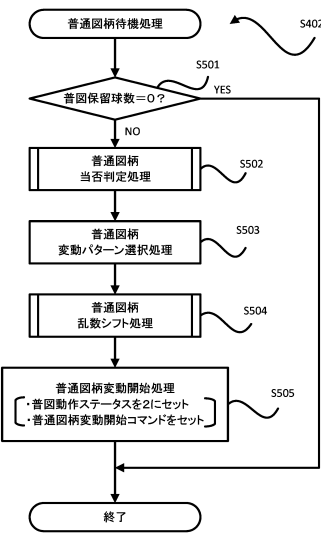 普通図柄待機処理
S402
S501
普図保留球数＝０？
YES
NO
普通図柄
当否判定処理
S502
普通図柄
変動パターン選択処理
S503
普通図柄
乱数シフト処理
S504
普通図柄変動開始処理
・普図動作ステータスを2にセット
・普通図柄変動開始コマンドをセット
S505
終了